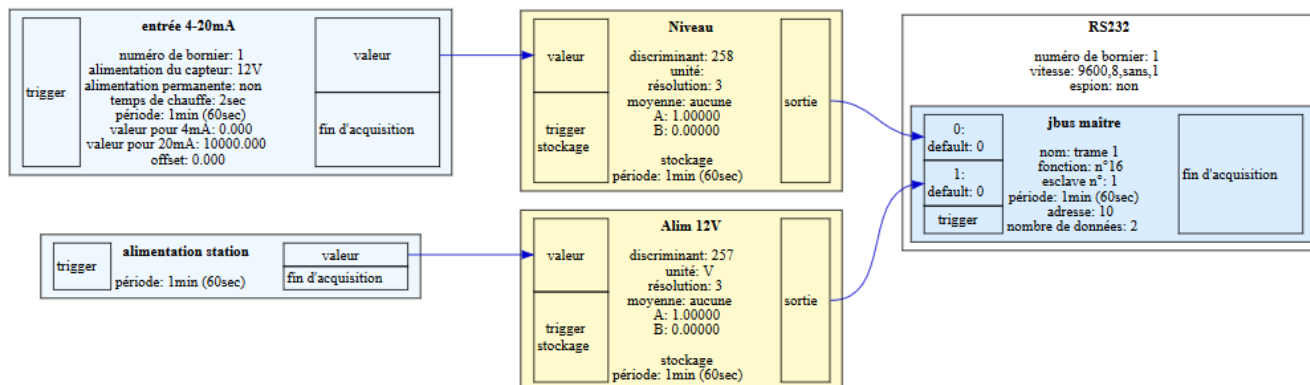 entrée 4-20mA
trigger
numéro de bornier: 1
alimentation du capteur: 12V
alimentation permanente: non
temps de chauffe: 2sec
période: 1min (60sec)
valeur pour 4mA: 0.000
valeur pour 20mA: 10000.000
offset: 0.000
valeur
fin d'acquisition
Niveau
valeur
trigger
stockage
discriminant: 258
unité:
résolution: 3
moyenne: aucune
A: 1.00000
B: 0.00000
stockage
période: 1min (60sec)
sortie
RS232
numéro de bornier: 1
vitesse: 9600,8,sans,1
espion: non
jbus maître
0:
default: 0
1:
default: 0
trigger
nom: trame 1
fonction: n°16
esclave n°: 1
période: 1min (60sec)
adresse: 10
nombre de données: 2
fin d'acquisition
alimentation station
trigger
période: 1min (60sec)
valeur
fin d'acquisition
Alim 12V
valeur
trigger
stockage
discriminant: 257
unité: V
résolution: 3
moyenne: aucune
A: 1.00000
B: 0.00000
stockage
période: 1min (60sec)
sortie